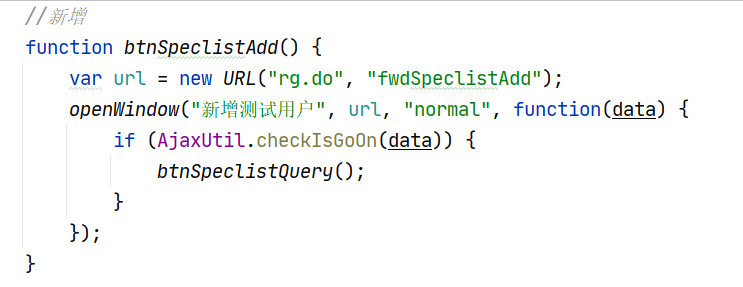 //新增
function btnSpeclistAdd() {
    var url = new URL("rg.do", "fwdSpeclistAdd");
    openWindow("新增测试用户", url, "normal", function(data) {
        if (AjaxUtil.checkIsGoOn(data)) {
            btnSpeclistQuery();
        }
    });
}